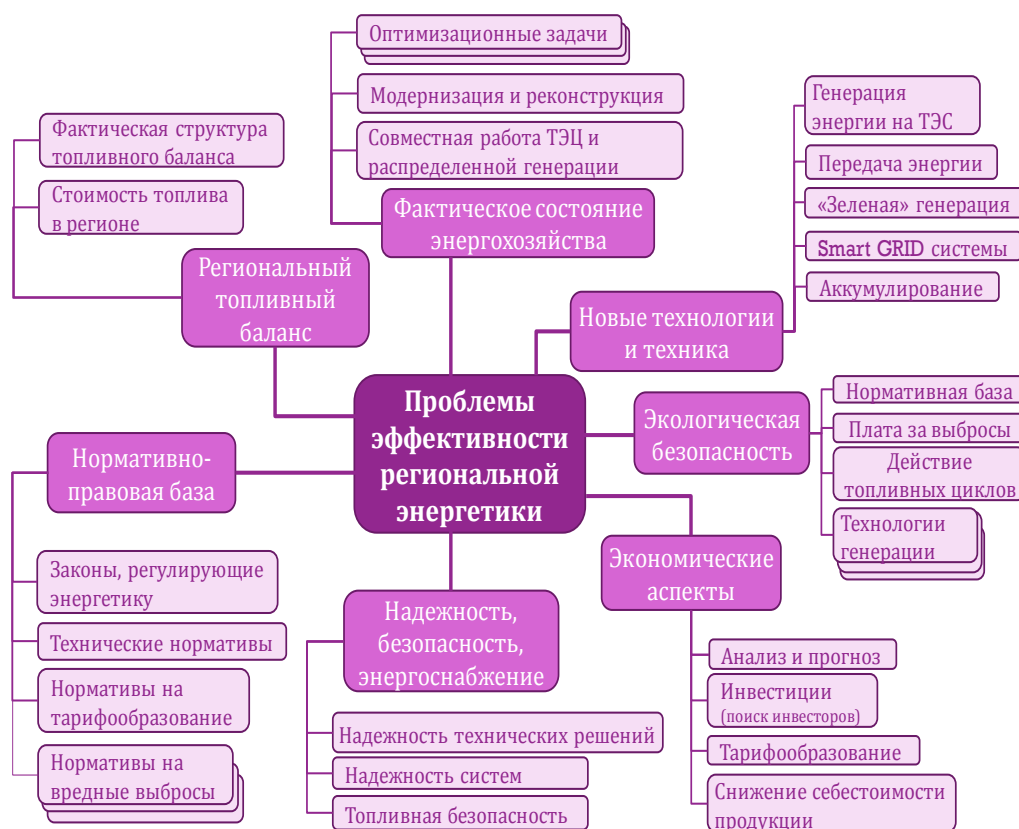 Оптимизационные задачи
Модернизация и реконструкция
Совместная работа ТЭЦ и
распределенной генерации
Фактическое состояние
энергохозяйства
Фактическая структура
топливного баланса
Стоимость топлива
в регионе
Региональный
топливный
баланс
Генерация
энергии на ТЭС
Передача энергии
«Зеленая» генерация
Smart GRID системы
Аккумулирование
Новые технологии
и техника
Проблемы
эффективности
региональной
энергетики
Экологическая
безопасность
Нормативная база
Плата за выбросы
Действие
топливных циклов
Технологии
генерации
Нормативно-
правовая база
Законы, регулирующие
энергетику
Технические нормативы
Нормативы на
тарифообразование
Нормативы на
вредные выбросы
Надежность,
безопасность,
энергоснабжение
Надежность технических решений
Надежность систем
Топливная безопасность
Экономические
аспекты
Анализ и прогноз
Инвестиции
(поиск инвесторов)
Тарифообразование
Снижение себестоимости
продукции